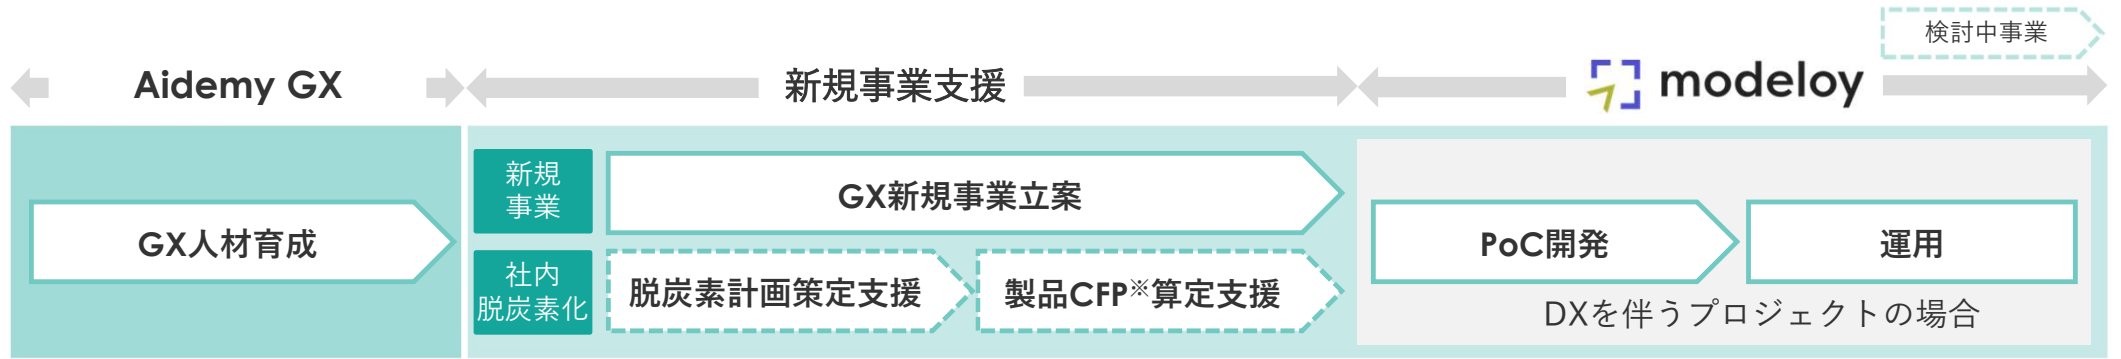 検討中事業
Aidemy GX
新規事業支援
modeloy
GX人材育成
新規
事業
GX新規事業立案
社内
脱炭素化
脱炭素計画策定支援
製品CFP※算定支援
PoC開発
運用
DXを伴うプロジェクトの場合